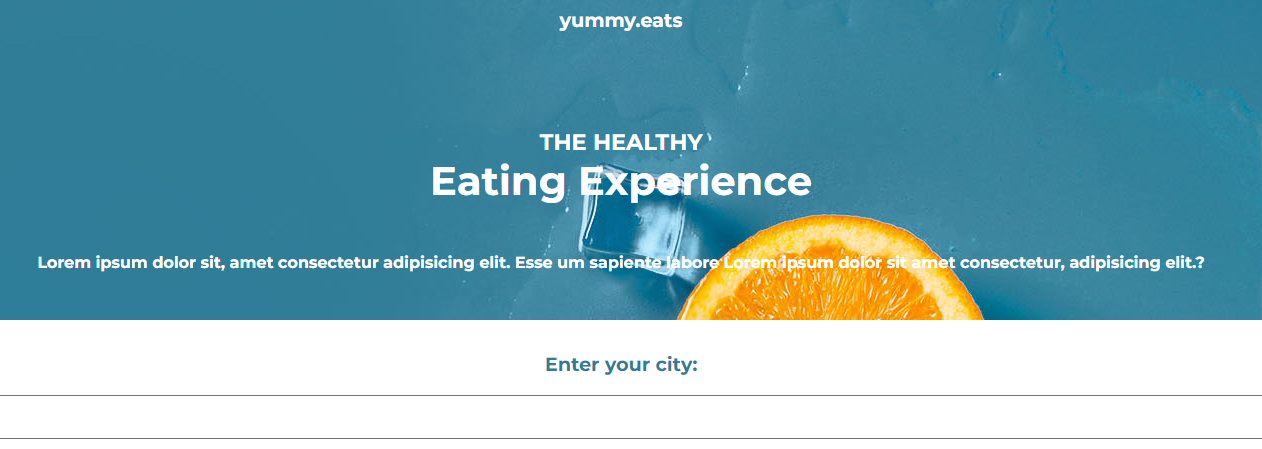 yummy.eats
THE HEALTHY
Eating Experience
Lorem ipsum dolor sit, amet consectetur adipisicing elit. Esse um sapiente labore Lorem ipsum dolor sit amet consectetur, adipisicing elit.?
Enter your city: